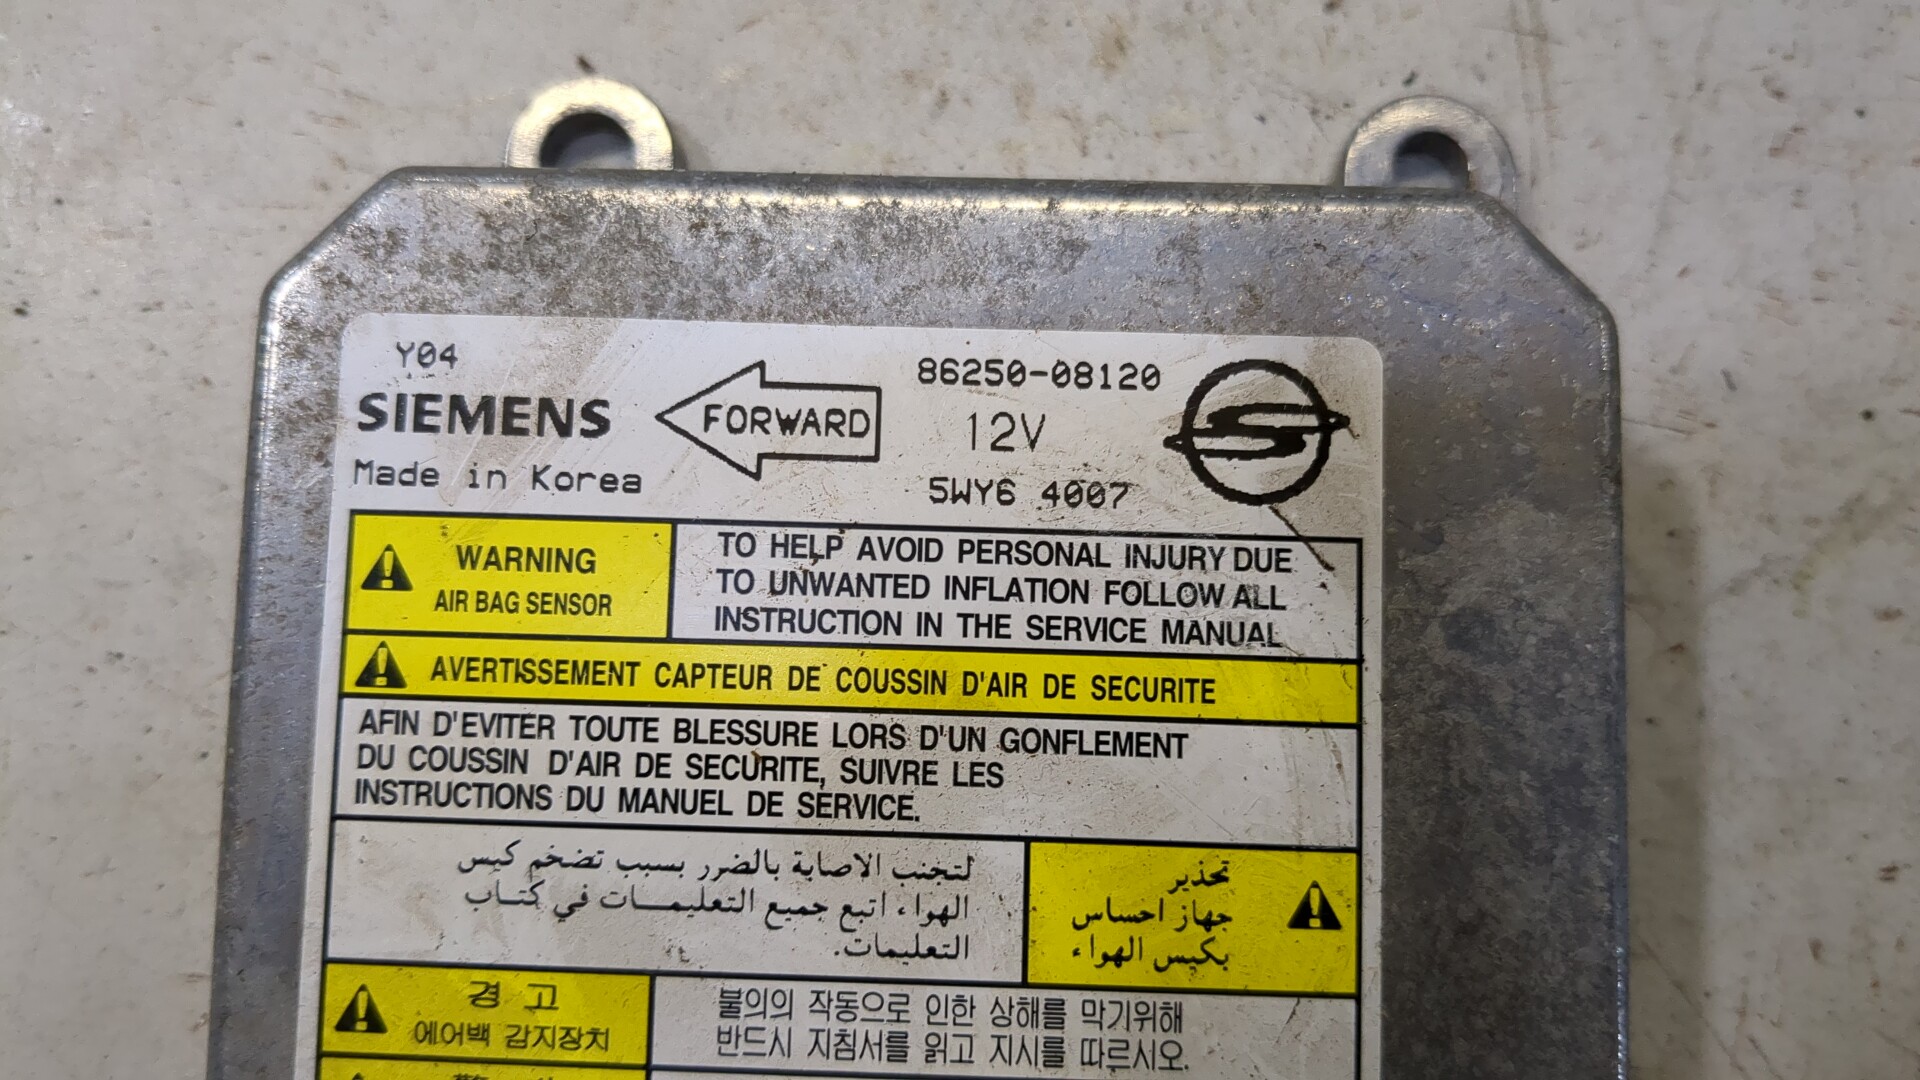 Y04
SIEMENS
Made in Korea
FORWARD
86250-08120
12V
5WY6 4007
WARNING
AIR BAG SENSOR
TO HELP AVOID PERSONAL INJURY DUE
TO UNWANTED INFLATION FOLLOW ALL
INSTRUCTION IN THE SERVICE MANUAL
AVERTISSEMENT CAPTEUR DE COUSSIN D'AIR DE SECURITE
AFIN D'EVITER TOUTE BLESSURE LORS D'UN GONFLEMENT
DU COUSSIN D'AIR DE SECURITE, SUIVRE LES
INSTRUCTIONS DU MANUEL DE SERVICE.
تحذير
جهاز احساس
بكيس الهواء
لتجنب الاصابة بالضرر بسبب تضخم كيس
الهواء اتبع جميع التعليمـــات في كتـــاب
التعليمات.
경 고
에어백 감지장치
불의의 작동으로 인한 상해를 막기위해
반드시 지침서를 읽고 지시를 따르시오.